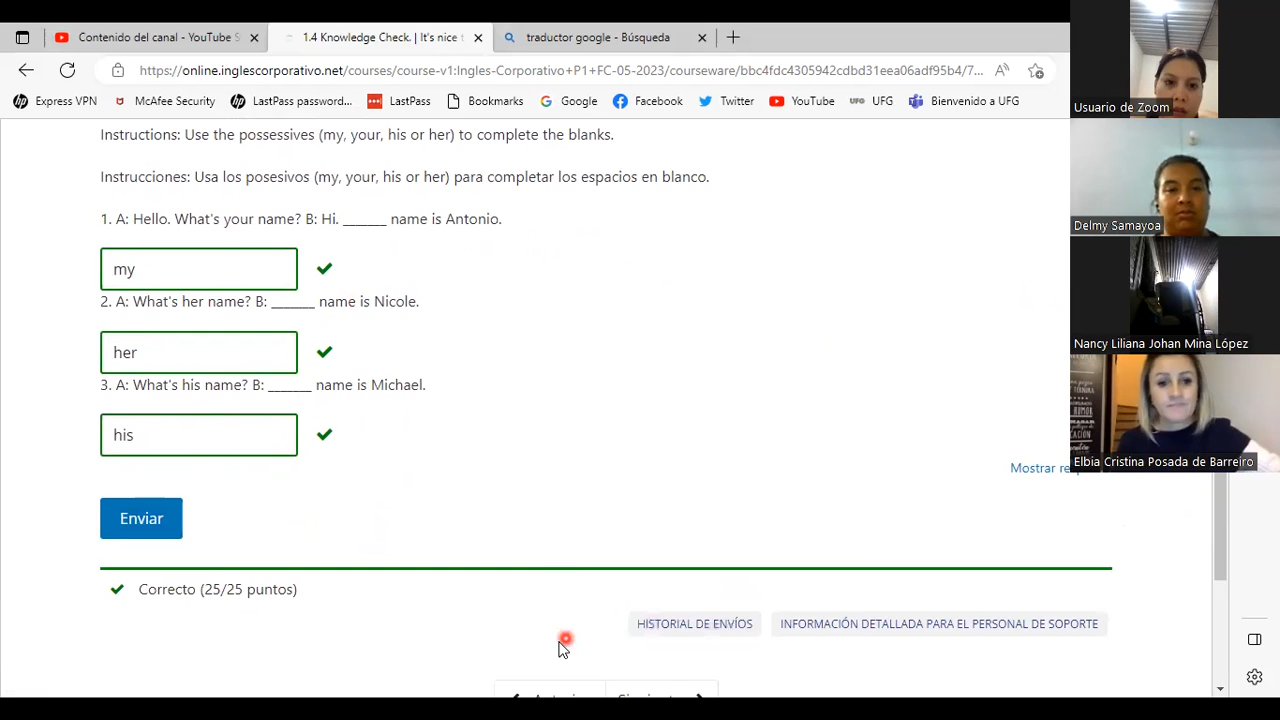 Contenido del canal - YouTube S
1.4 Knowledge Check. | It's nice
traductor google - Búsqueda
https://online.inglescorporativo.net/courses/course-v1:Ingles-Corporativo+P1+FC-05-2023/courseware/bbc4fdc4305942cdbd31eea06adf95b4/7...
Express VPN
McAfee Security
LastPass password...
LastPass
Bookmarks
Google
Facebook
Twitter
YouTube
UFG
UFG
Bienvenido a UFG
Instructions: Use the possessives (my, your, his or her) to complete the blanks.
Instrucciones: Usa los posesivos (my, your, his or her) para completar los espacios en blanco.
1. A: Hello. What's your name? B: Hi. ______ name is Antonio.
my
2. A: What's her name? B: ______ name is Nicole.
her
3. A: What's his name? B: ______ name is Michael.
his
Mostrar
Enviar
Correcto (25/25 puntos)
HISTORIAL DE ENVÍOS
INFORMACIÓN DETALLADA PARA EL PERSONAL DE SOPORTE
Usuario de Zoom
Delmy Samayoa
Nancy Liliana Johan Mina López
Elbia Cristina Posada de Barreiro